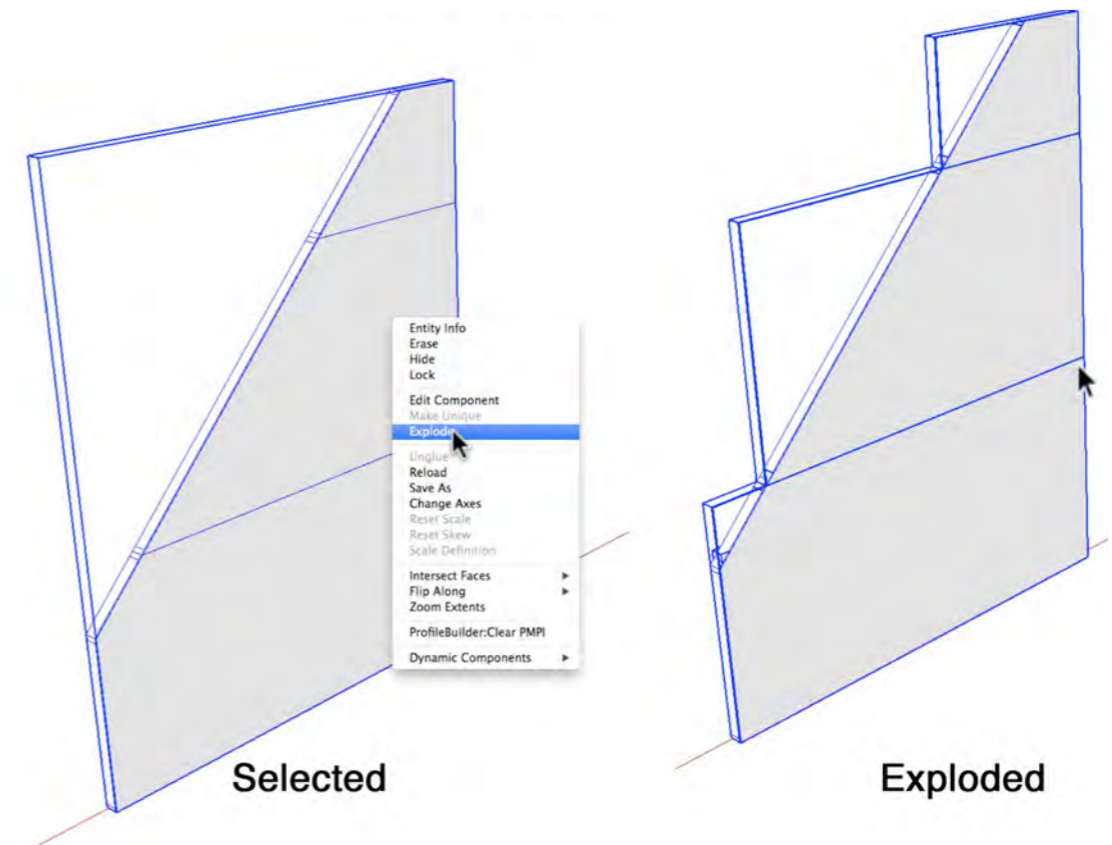 Entity Info
Erase
Hide
Lock
Edit Component
Make Unique
Explode
Unglue
Reload
Save As
Change Axes
Reset Scale
Reset Skew
Scale Definition
Intersect Faces
Flip Along
Zoom Extents
ProfileBuilder:Clear PMPI
Dynamic Components
Selected
Exploded